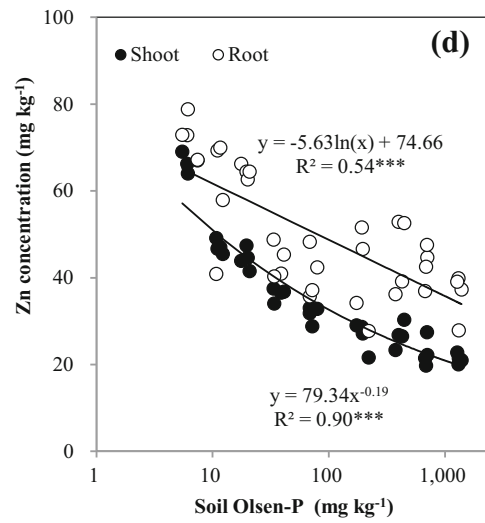 100
(d)
Shoot Root
80
y = -5.63ln(x) + 74.66
R² = 0.54***
60
Zn concentration (mg kg⁻¹)
40
20
y = 79.34x⁻⁰·¹⁹
R² = 0.90***
0
1 10 100 1,000
Soil Olsen-P (mg kg⁻¹)